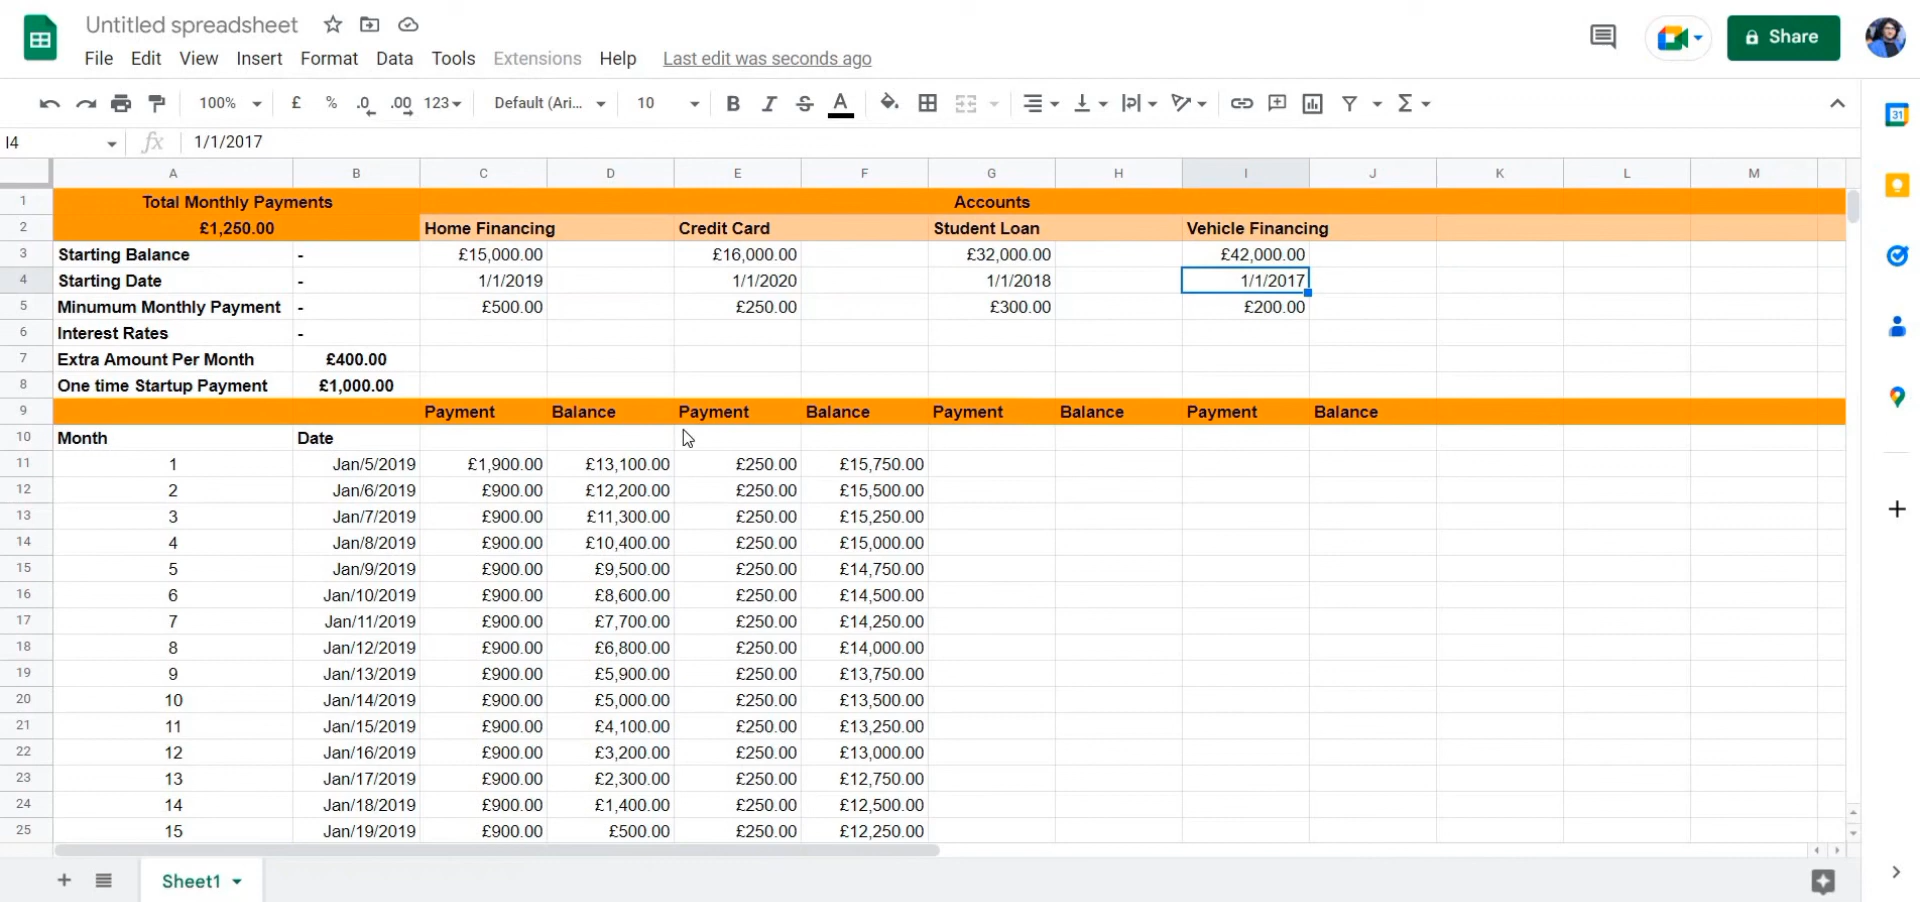 Untitled spreadsheet
File Edit View Insert Format Data Tools Extensions Help Last edit was seconds ago
Share
100% £ % .0 .00 123 Default (Ari... 10 B I S A Σ
31
I4 fx 1/1/2017
A B C D E F G H I J K L M
1 Total Monthly Payments Accounts
2 £1,250.00 Home Financing Credit Card Student Loan Vehicle Financing
3 Starting Balance - £15,000.00 £16,000.00 £32,000.00 £42,000.00
4 Starting Date - 1/1/2019 1/1/2020 1/1/2018 1/1/2017
5 Minumum Monthly Payment - £500.00 £250.00 £300.00 £200.00
6 Interest Rates -
7 Extra Amount Per Month £400.00
8 One time Startup Payment £1,000.00
9 Payment Balance Payment Balance Payment Balance Payment Balance
10 Month Date
11 1 Jan/5/2019 £1,900.00 £13,100.00 £250.00 £15,750.00
12 2 Jan/6/2019 £900.00 £12,200.00 £250.00 £15,500.00
13 3 Jan/7/2019 £900.00 £11,300.00 £250.00 £15,250.00
14 4 Jan/8/2019 £900.00 £10,400.00 £250.00 £15,000.00
15 5 Jan/9/2019 £900.00 £9,500.00 £250.00 £14,750.00
16 6 Jan/10/2019 £900.00 £8,600.00 £250.00 £14,500.00
17 7 Jan/11/2019 £900.00 £7,700.00 £250.00 £14,250.00
18 8 Jan/12/2019 £900.00 £6,800.00 £250.00 £14,000.00
19 9 Jan/13/2019 £900.00 £5,900.00 £250.00 £13,750.00
20 10 Jan/14/2019 £900.00 £5,000.00 £250.00 £13,500.00
21 11 Jan/15/2019 £900.00 £4,100.00 £250.00 £13,250.00
22 12 Jan/16/2019 £900.00 £3,200.00 £250.00 £13,000.00
23 13 Jan/17/2019 £900.00 £2,300.00 £250.00 £12,750.00
24 14 Jan/18/2019 £900.00 £1,400.00 £250.00 £12,500.00
25 15 Jan/19/2019 £900.00 £500.00 £250.00 £12,250.00
Sheet1